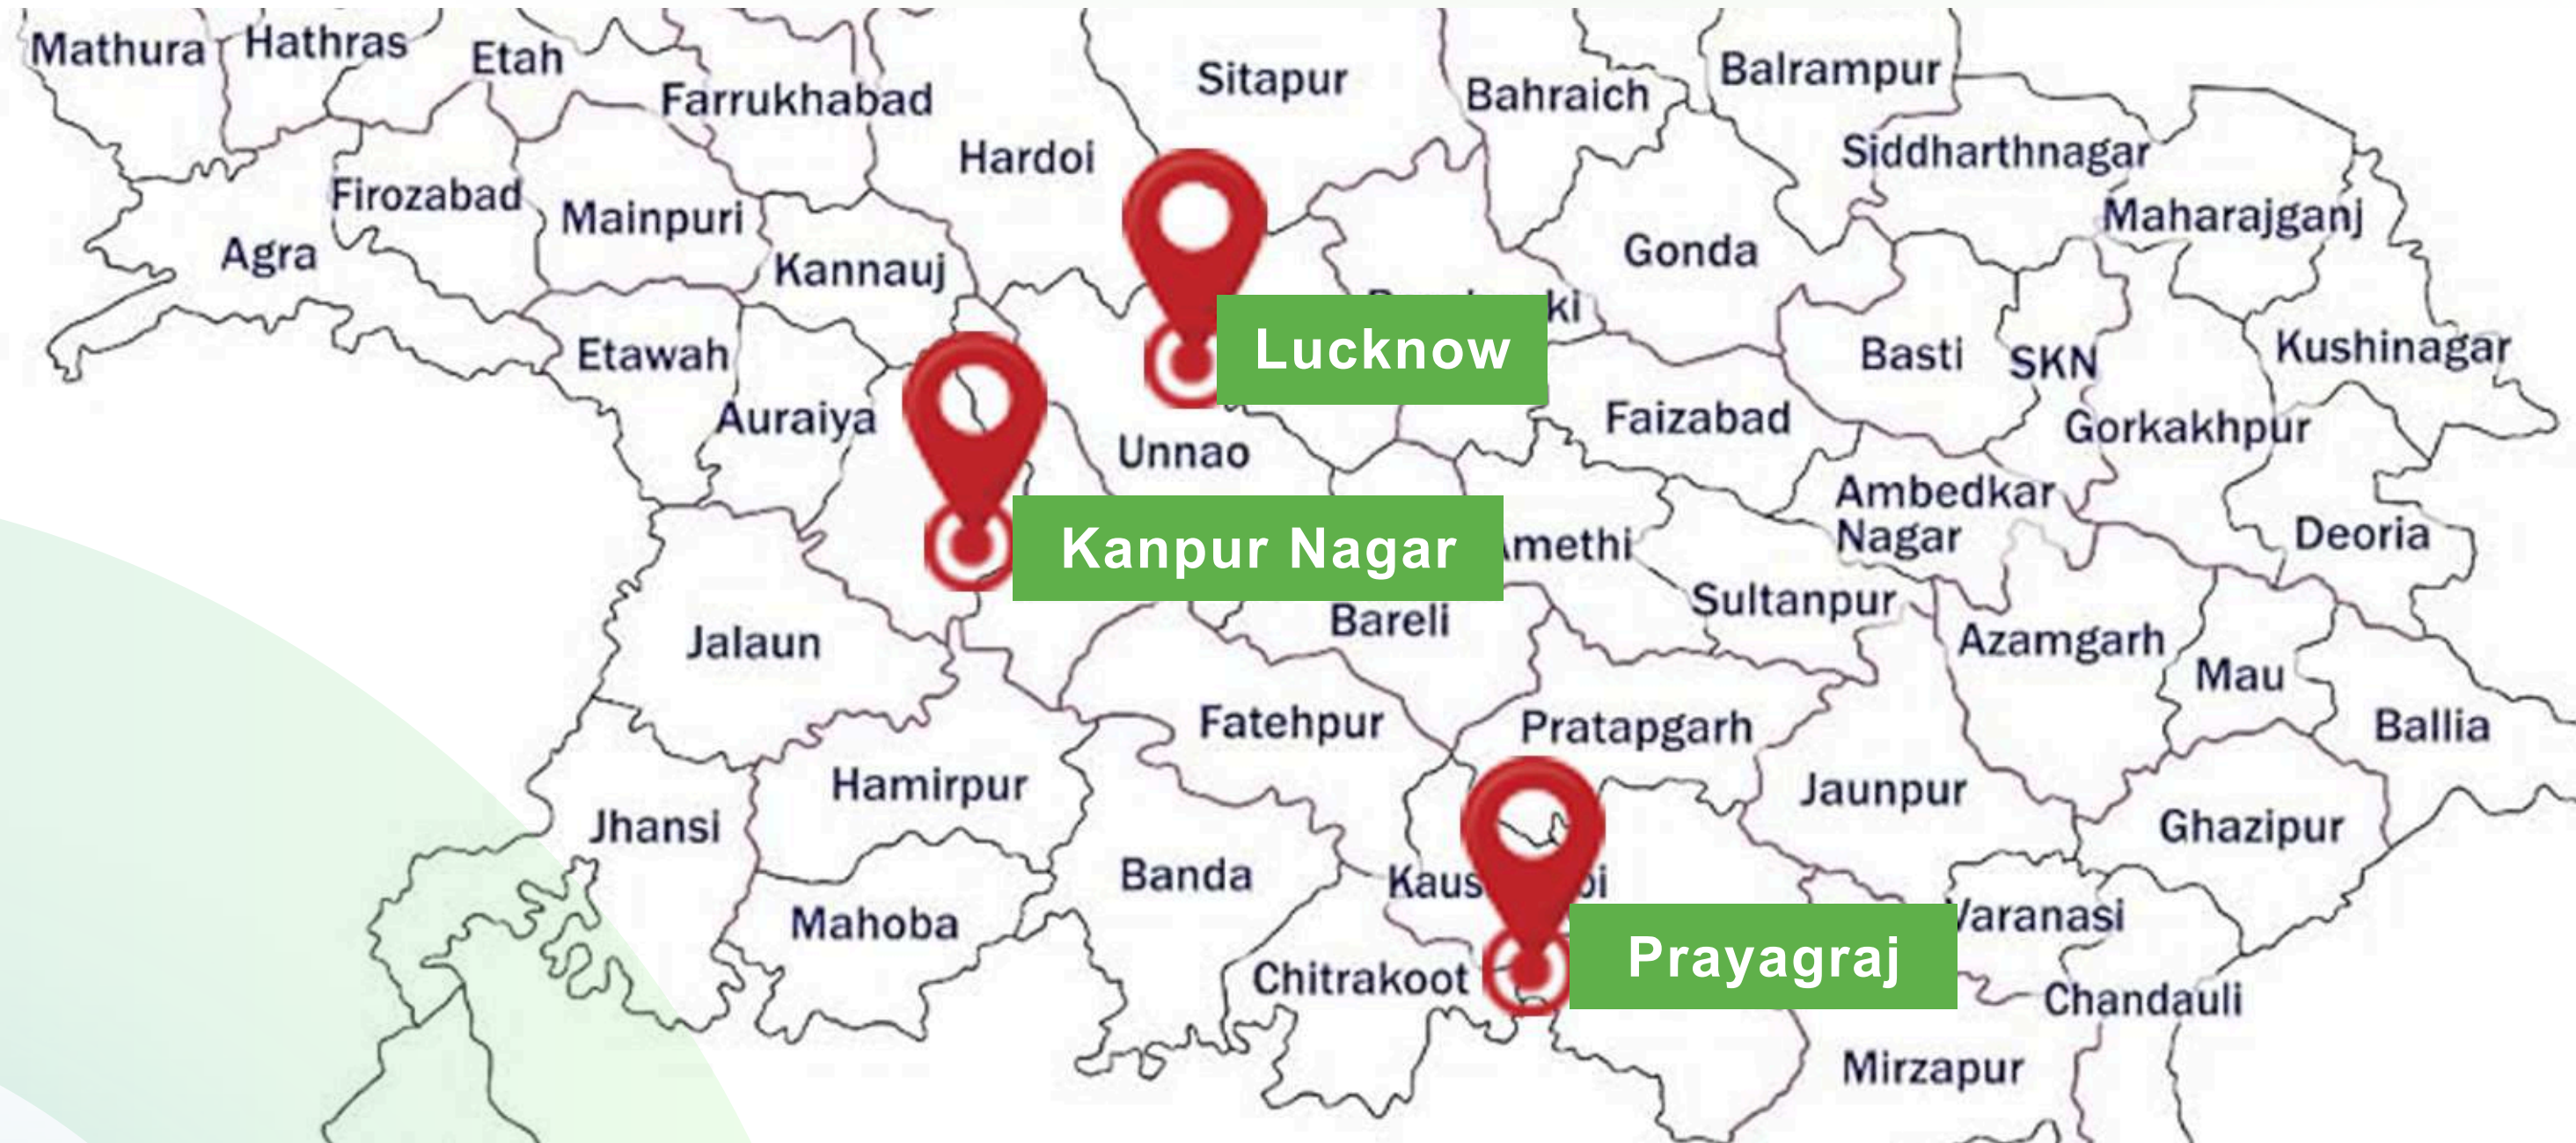 Mathura
Hathras
Etah
Farrukhabad
Sitapur
Bahraich
Balrampur
Hardoi
Siddharthnagar
Firozabad
Mainpuri
Maharajganj
Agra
Kannauj
Gonda
Lucknow
Etawah
Basti
SKN
Kushinagar
Auraiya
Unnao
Faizabad
Gorkakhpur
Ambedkar
Nagar
Kanpur Nagar
methi
Deoria
Sultanpur
Bareli
Jalaun
Azamgarh
Mau
Fatehpur
Pratapgarh
Ballia
Hamirpur
Jaunpur
Jhansi
Ghazipur
Banda
Mahoba
Varanasi
Prayagraj
Chitrakoot
Chandauli
Mirzapur